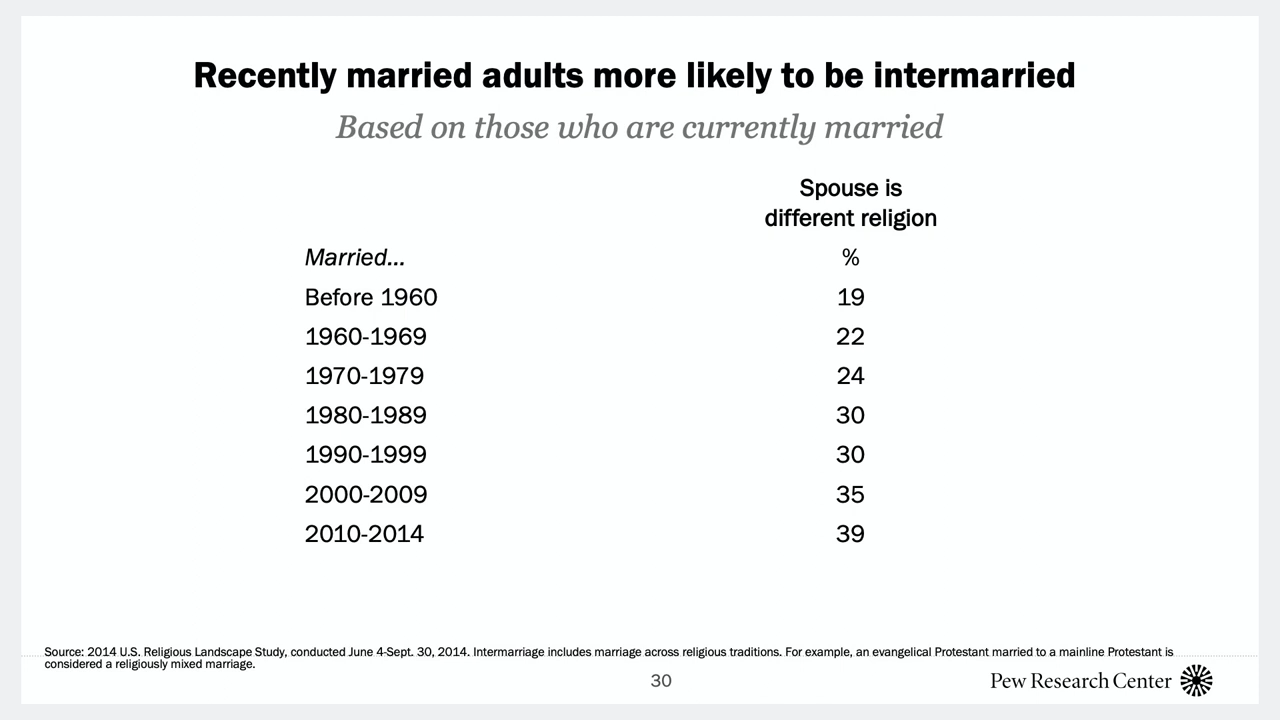 Recently married adults more likely to be intermarried
Based on those who are currently married
Spouse is
different religion
Married... %
Before 1960 19
1960-1969 22
1970-1979 24
1980-1989 30
1990-1999 30
2000-2009 35
2010-2014 39
Source: 2014 U.S. Religious Landscape Study, conducted June 4-Sept. 30, 2014. Intermarriage includes marriage across religious traditions. For example, an evangelical Protestant married to a mainline Protestant is
considered a religiously mixed marriage.
30
Pew Research Center